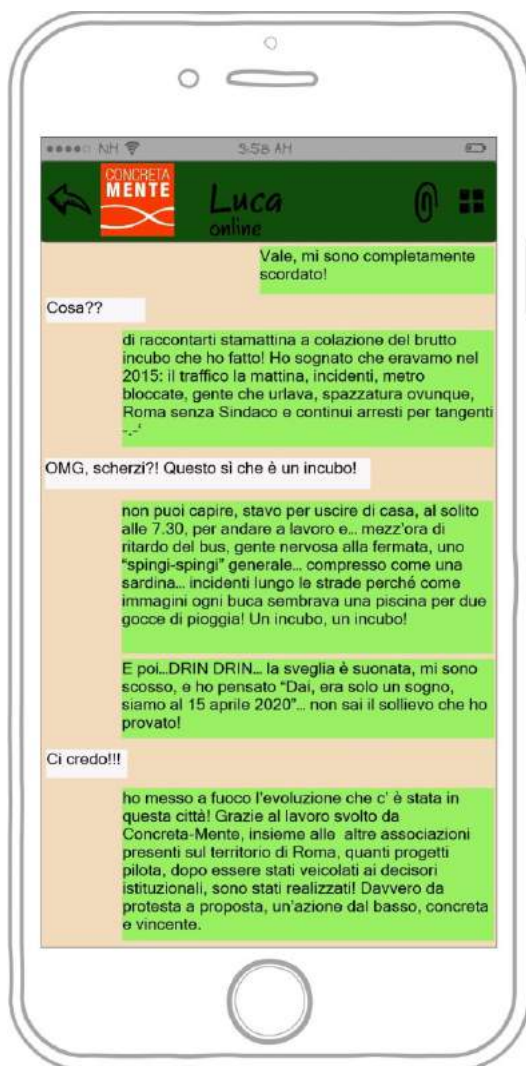 NH 3:58 AH
CONCRETA
MENTE
Luca
online
Vale, mi sono completamente
scordato!
Cosa??
di raccontarti stamattina a colazione del brutto
incubo che ho fatto! Ho sognato che eravamo nel
2015: il traffico la mattina, incidenti, metro
bloccate, gente che urlava, spazzatura ovunque,
Roma senza Sindaco e continui arresti per tangenti
-.-‘
OMG, scherzi?! Questo sì che è un incubo!
non puoi capire, stavo per uscire di casa, al solito
alle 7.30, per andare a lavoro e… mezz’ora di
ritardo del bus, gente nervosa alla fermata, uno
“spingi-spingi” generale… compresso come una
sardina… incidenti lungo le strade perché come
immagini ogni buca sembrava una piscina per due
gocce di pioggia! Un incubo, un incubo!
E poi…DRIN DRIN… la sveglia è suonata, mi sono
scosso, e ho pensato “Dai, era solo un sogno,
siamo al 15 aprile 2020”… non sai il sollievo che ho
provato!
Ci credo!!!
ho messo a fuoco l’evoluzione che c’ è stata in
questa città! Grazie al lavoro svolto da
Concreta-Mente, insieme alle altre associazioni
presenti sul territorio di Roma, quanti progetti
pilota, dopo essere stati veicolati ai decisori
istituzionali, sono stati realizzati! Davvero da
protesta a proposta, un’azione dal basso, concreta
e vincente.